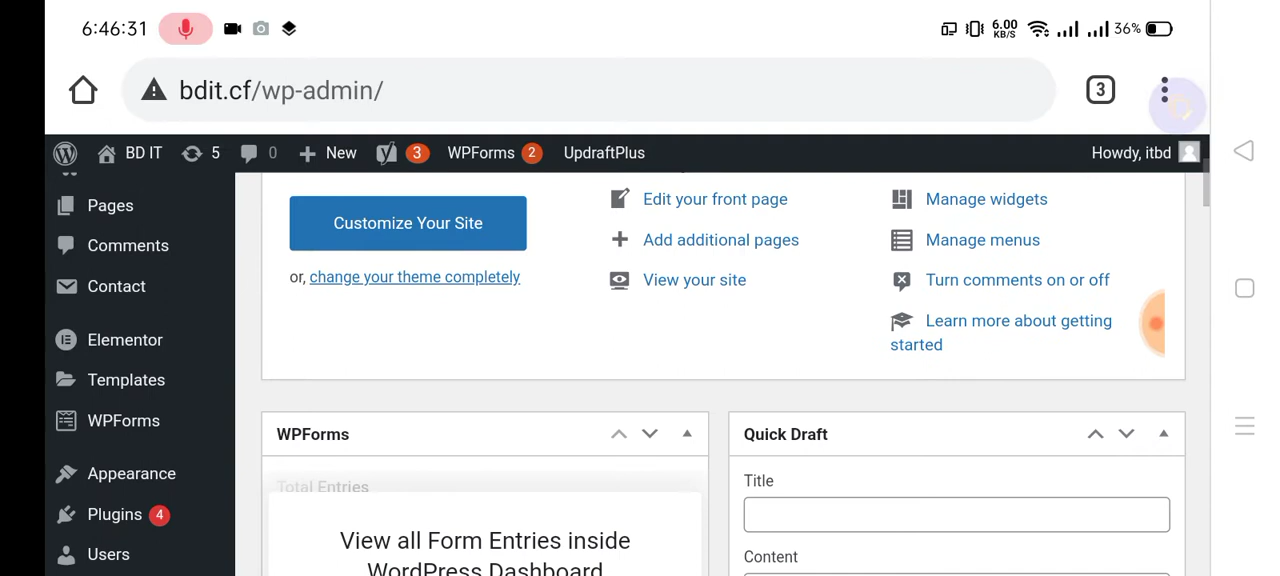 6:46:31 6.00 KB/S 36%
bdit.cf/wp-admin/ 3
BD IT 5 0 New 3 WPForms 2 UpdraftPlus Howdy, itbd
Pages
Comments
Contact
Elementor
Templates
WPForms
Appearance
Plugins 4
Users
Customize Your Site
or, change your theme completely
Edit your front page
Add additional pages
View your site
Manage widgets
Manage menus
Turn comments on or off
Learn more about getting
started
WPForms
Total Entries
View all Form Entries inside
WordPress Dashboard
Quick Draft
Title
Content